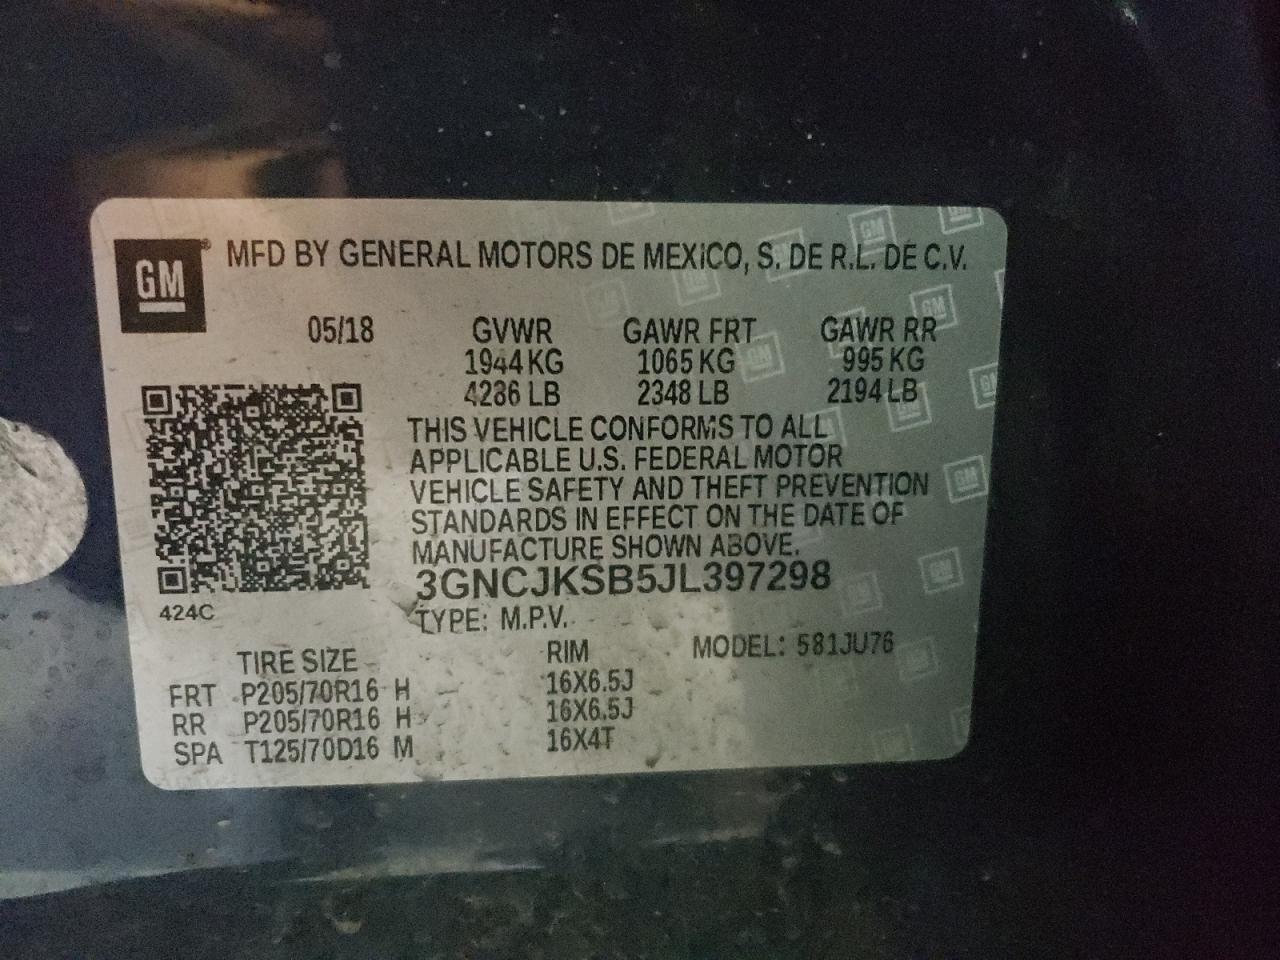 GM ® MFD BY GENERAL MOTORS DE MEXICO, S. DE R.L. DE C.V.
05/18 GVWR GAWR FRT GAWR RR
1944 KG 1065 KG 995 KG
4286 LB 2348 LB 2194 LB
THIS VEHICLE CONFORMS TO ALL
APPLICABLE U.S. FEDERAL MOTOR
VEHICLE SAFETY AND THEFT PREVENTION
STANDARDS IN EFFECT ON THE DATE OF
MANUFACTURE SHOWN ABOVE.
3GNCJKSB5JL397298
424C
TYPE: M.P.V.
TIRE SIZE RIM MODEL: 581JU76
FRT P205/70R16 H 16X6.5J
RR P205/70R16 H 16X6.5J
SPA T125/70D16 M 16X4T